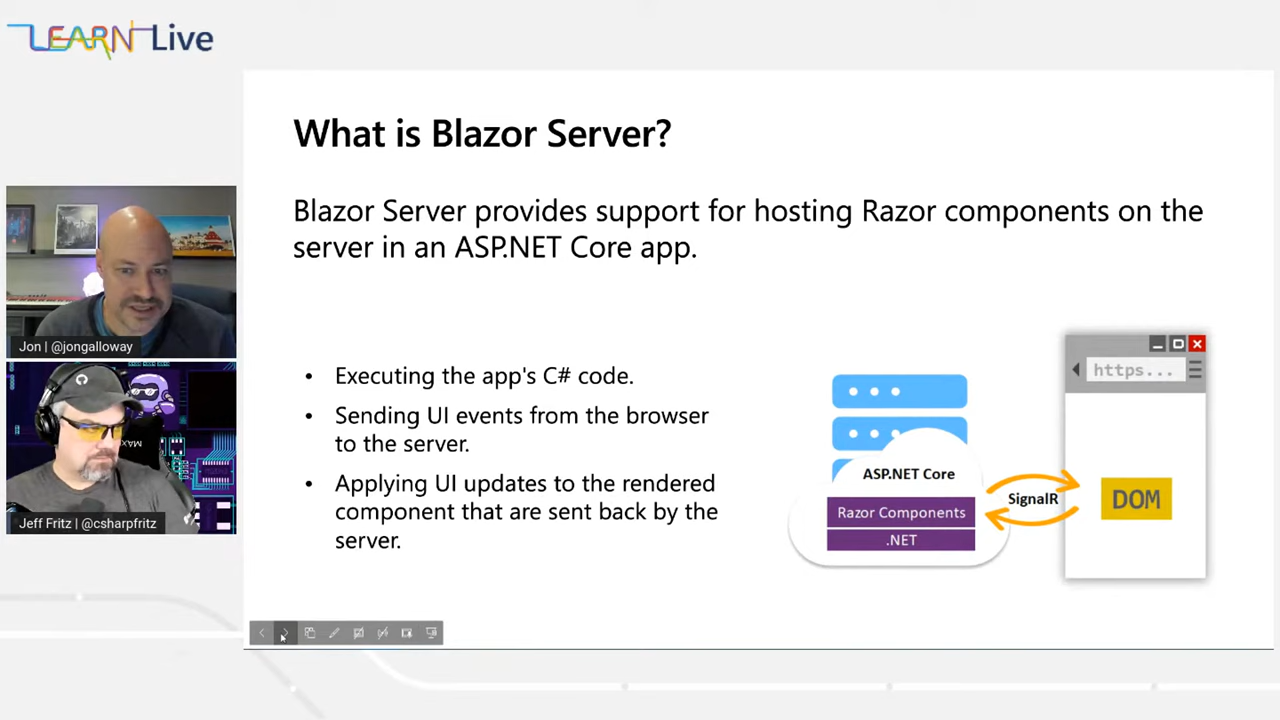 LEARN Live
What is Blazor Server?
Blazor Server provides support for hosting Razor components on the
server in an ASP.NET Core app.
Jon | @jongalloway
Jeff Fritz | @csharpfritz
• Executing the app's C# code.
• Sending UI events from the browser
to the server.
• Applying UI updates to the rendered
component that are sent back by the
server.
ASP.NET Core
Razor Components
.NET
SignalR
https...
DOM